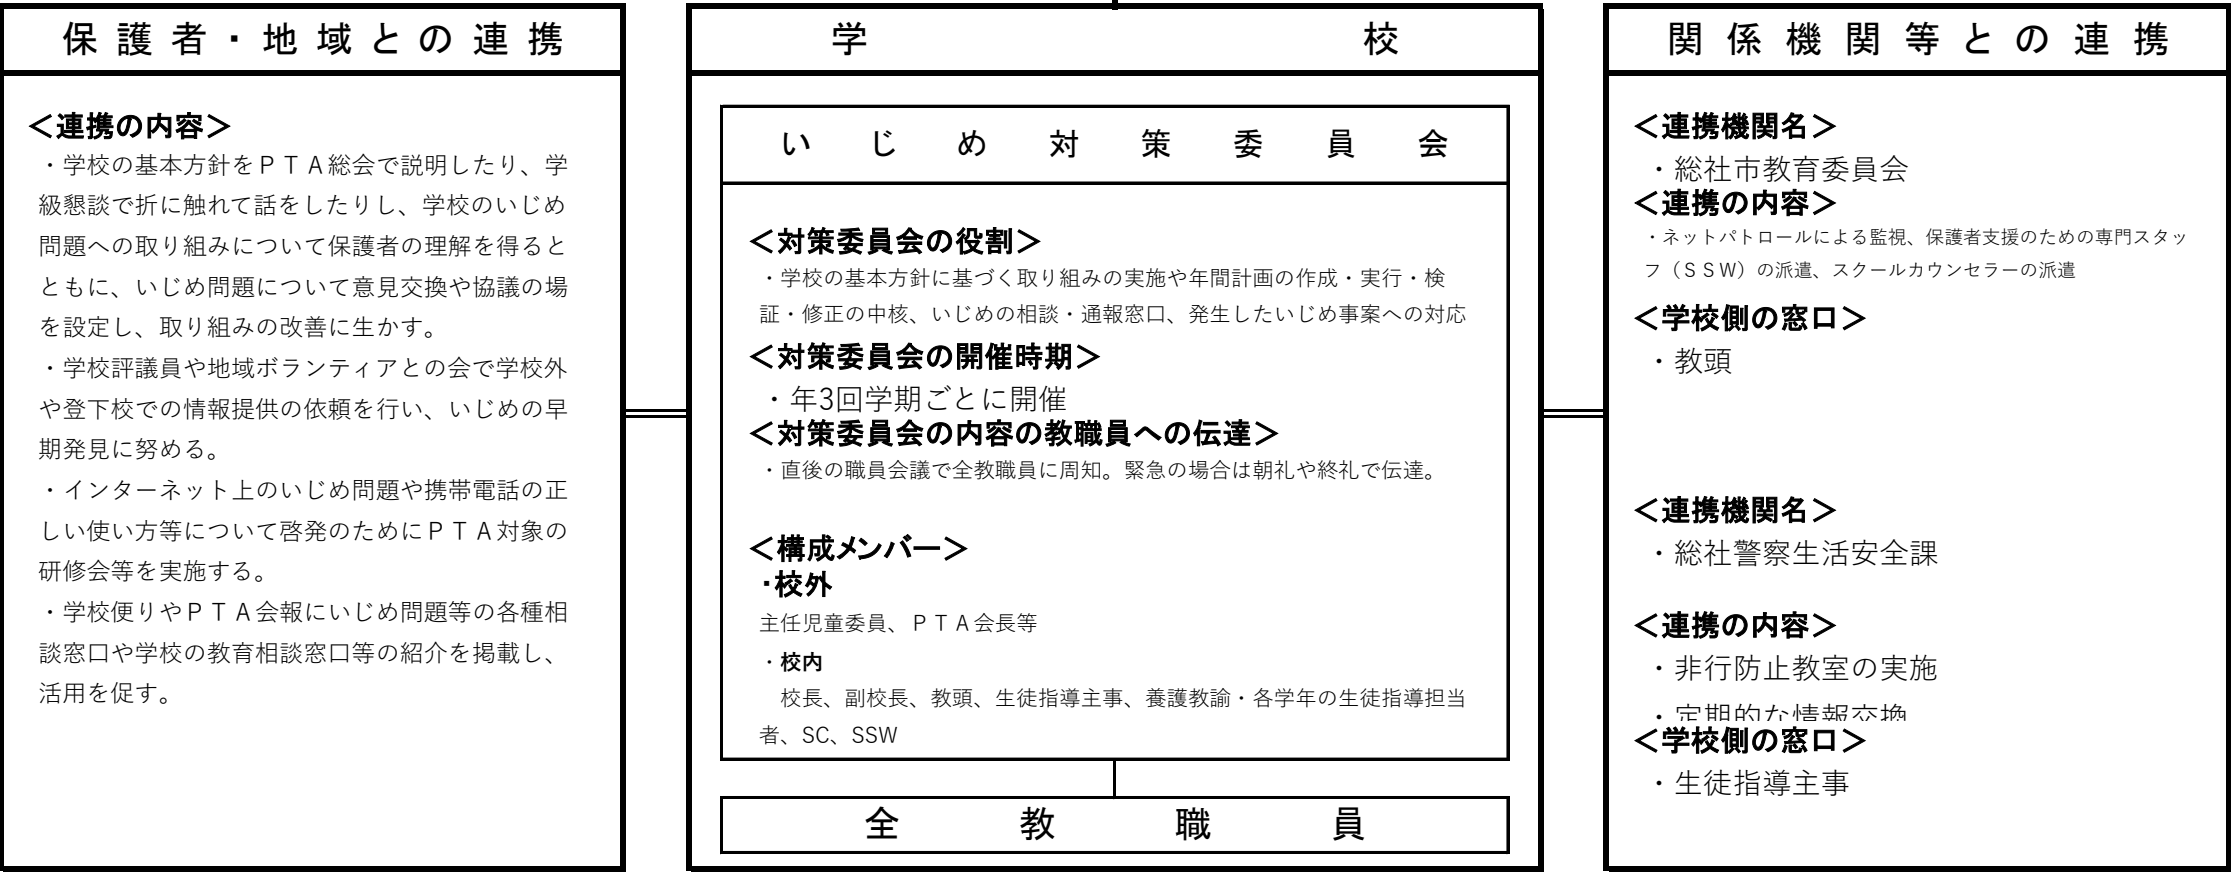 保護者・地域との連携
＜連携の内容＞
・学校の基本方針をＰＴＡ総会で説明したり、学
級懇談で折に触れて話をしたりし、学校のいじめ
問題への取り組みについて保護者の理解を得ると
ともに、いじめ問題について意見交換や協議の場
を設定し、取り組みの改善に生かす。
・学校評議員や地域ボランティアとの会で学校外
や登下校での情報提供の依頼を行い、いじめの早
期発見に努める。
・インターネット上のいじめ問題や携帯電話の正
しい使い方等について啓発のためにＰＴＡ対象の
研修会等を実施する。
・学校便りやＰＴＡ会報にいじめ問題等の各種相
談窓口や学校の教育相談窓口等の紹介を掲載し、
活用を促す。
学校
いじめ対策委員会
＜対策委員会の役割＞
・学校の基本方針に基づく取り組みの実施や年間計画の作成・実行・検
証・修正の中核、いじめの相談・通報窓口、発生したいじめ事案への対応
＜対策委員会の開催時期＞
・年3回学期ごとに開催
＜対策委員会の内容の教職員への伝達＞
・直後の職員会議で全教職員に周知。緊急の場合は朝礼や終礼で伝達。
＜構成メンバー＞
・校外
主任児童委員、ＰＴＡ会長等
・校内
校長、副校長、教頭、生徒指導主事、養護教諭・各学年の生徒指導担当
者、SC、SSW
全教職員
関係機関等との連携
＜連携機関名＞
・総社市教育委員会
＜連携の内容＞
・ネットパトロールによる監視、保護者支援のための専門スタッ
フ（ＳＳＷ）の派遣、スクールカウンセラーの派遣
＜学校側の窓口＞
・教頭
＜連携機関名＞
・総社警察生活安全課
＜連携の内容＞
・非行防止教室の実施
・定期的な情報交換
＜学校側の窓口＞
・生徒指導主事